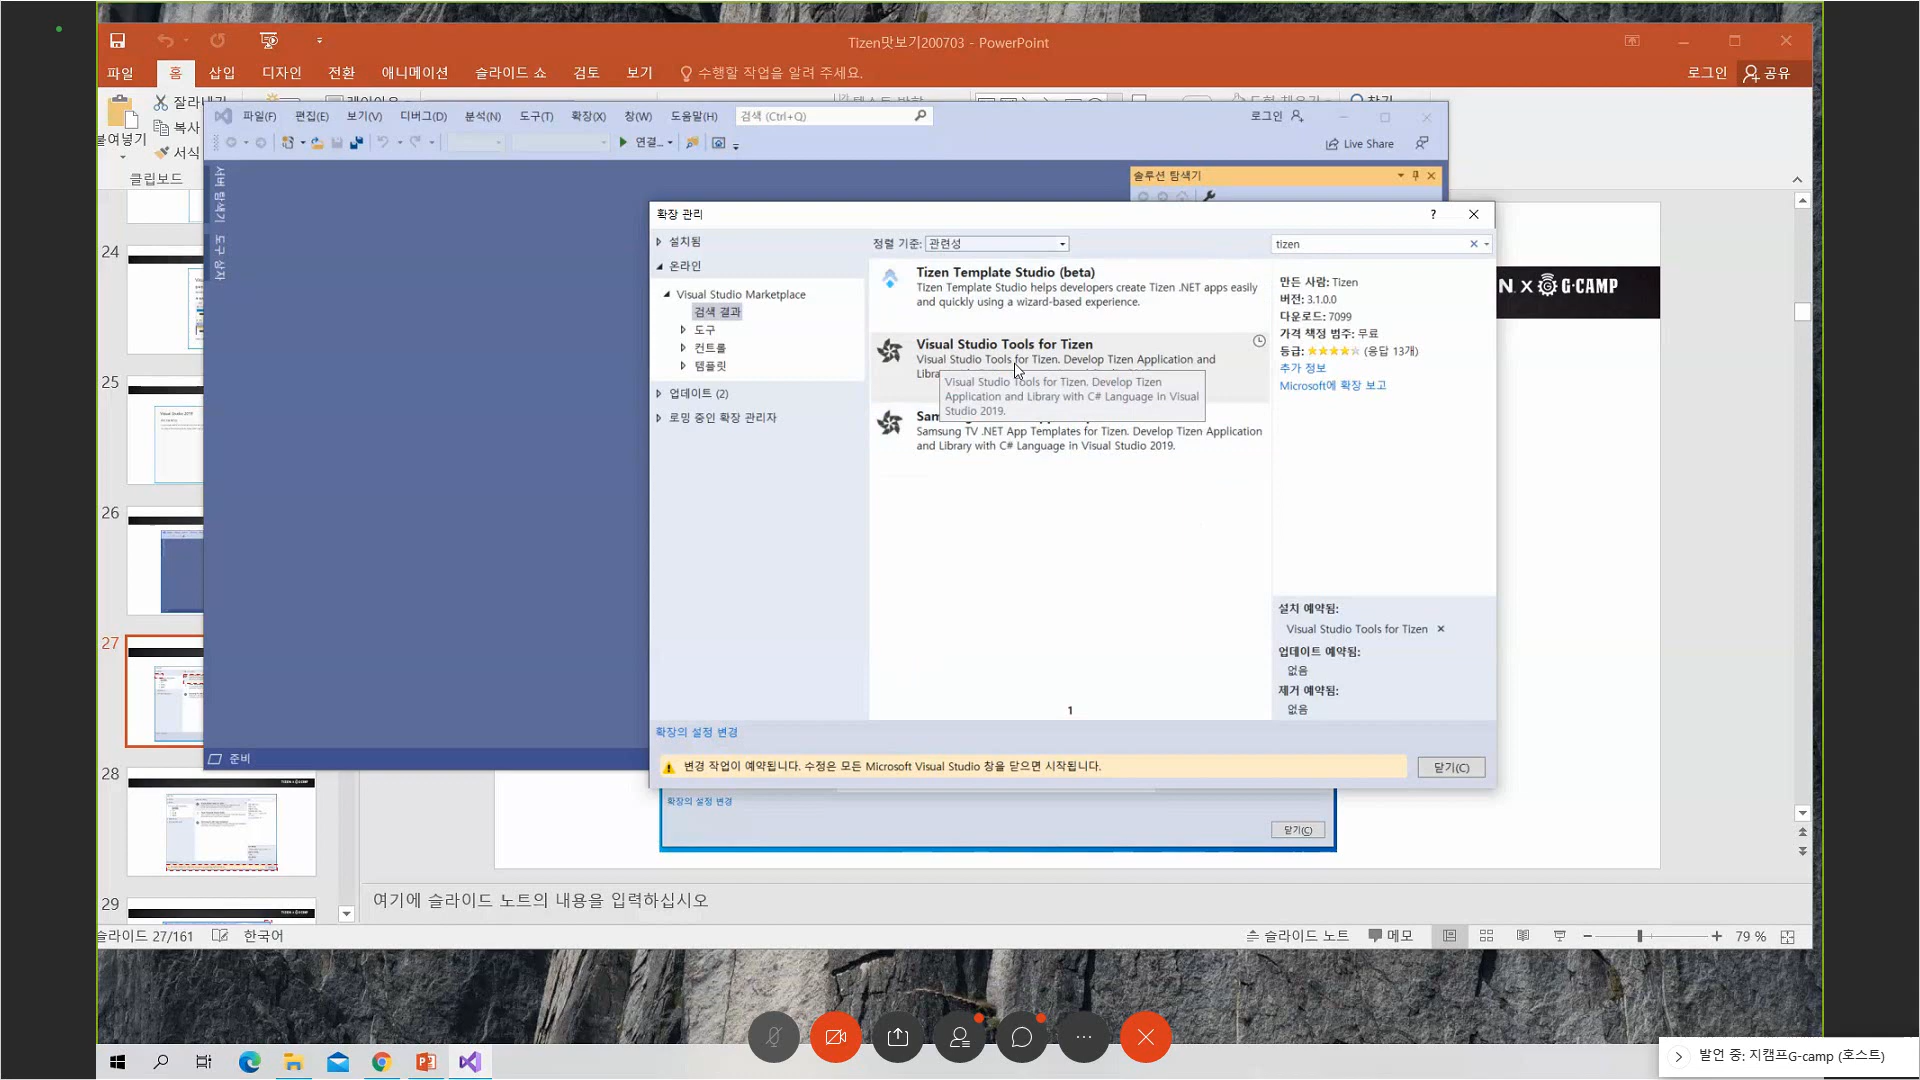 Tizen맛보기200703 - PowerPoint
파일 홈 삽입 디자인 전환 애니메이션 슬라이드 쇼 검토 보기 수행할 작업을 알려 주세요. 로그인 공유
잘라내기
복사
붙여넣기
서식
클립보드
파일(F) 편집(E) 보기(V) 디버그(D) 분석(N) 도구(T) 확장(X) 창(W) 도움말(H) 검색 (Ctrl+Q) 로그인
연결... Live Share
서버 탐색기 도구 상자
솔루션 탐색기
확장 관리 ?
설치됨
정렬 기준: 관련성
tizen
온라인
Visual Studio Marketplace
검색 결과
도구
컨트롤
템플릿
업데이트 (2)
로밍 중인 확장 관리자
Tizen Template Studio (beta)
Tizen Template Studio helps developers create Tizen .NET apps easily
and quickly using a wizard-based experience.
Visual Studio Tools for Tizen
Visual Studio Tools for Tizen. Develop Tizen Application and
Visual Studio Tools for Tizen. Develop Tizen
Application and Library with C# Language in Visual
Studio 2019.
Samsung TV .NET App Templates for Tizen. Develop Tizen Application
and Library with C# Language in Visual Studio 2019.
1
만든 사람: Tizen
버전: 3.1.0.0
다운로드: 7099
가격 책정 범주: 무료
등급: ★★★★☆ (응답 13개)
추가 정보
Microsoft에 확장 보고
설치 예약됨:
Visual Studio Tools for Tizen ×
업데이트 예약됨:
없음
제거 예약됨:
없음
확장의 설정 변경
변경 작업이 예약됩니다. 수정은 모든 Microsoft Visual Studio 창을 닫으면 시작됩니다.
닫기(C)
확장의 설정 변경
닫기(C)
준비
N X G·CAMP
24
25
26
27
28
29
여기에 슬라이드 노트의 내용을 입력하십시오
슬라이드 27/161 한국어 슬라이드 노트 메모 79 %
발언 중: 지캠프G-camp (호스트)